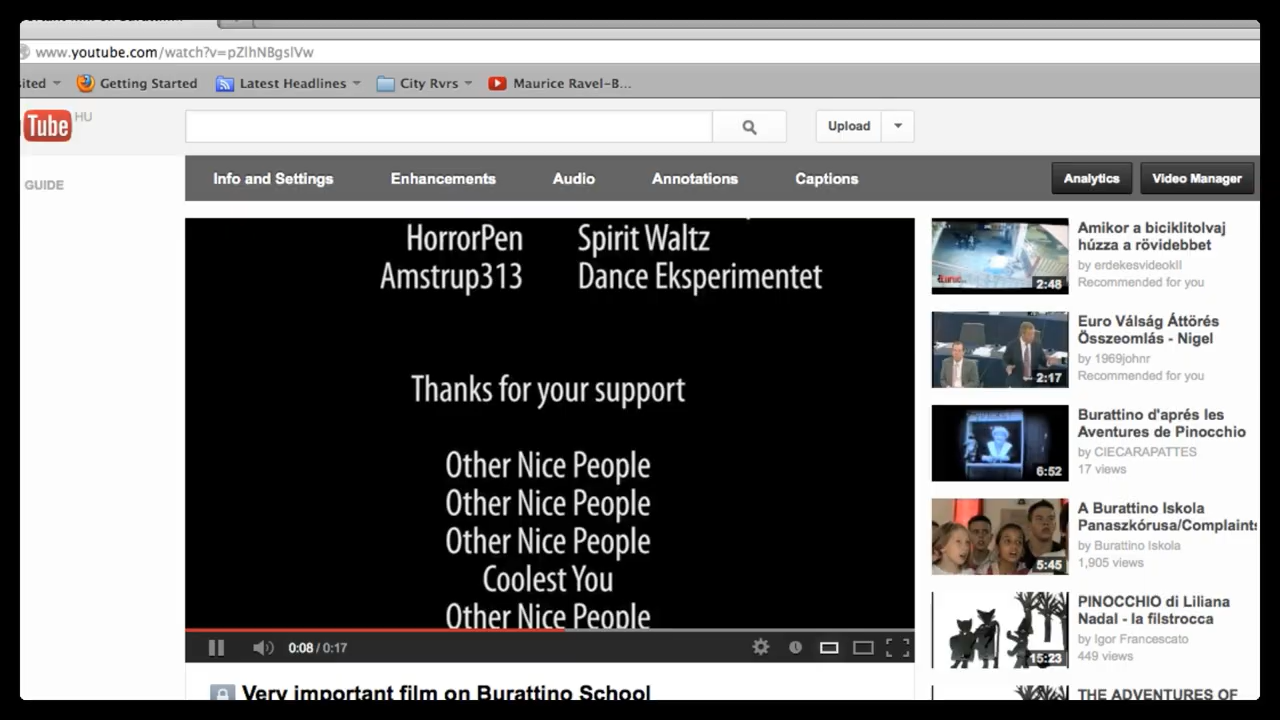 www.youtube.com/watch?v=pZlhNBgslVw
Getting Started
Latest Headlines
City Rvrs
Maurice Ravel-B...
Tube HU
Upload
GUIDE
Info and Settings
Enhancements
Audio
Annotations
Captions
Analytics
Video Manager
HorrorPen Spirit Waltz
Amstrup313 Dance Eksperimentet
Thanks for your support
Other Nice People
Other Nice People
Other Nice People
Coolest You
Other Nice People
0:08 / 0:17
Very important film on Burattino School
Amikor a biciklitolvaj
húzza a rövidebbet
by erdekesvideokII
Recommended for you
2:48
Euro Válság Áttörés
Összeomlás - Nigel
by 1969johnr
Recommended for you
2:17
Burattino d'aprés les
Aventures de Pinocchio
by CIECARAPATTES
17 views
6:52
A Burattino Iskola
Panaszkórusa/Complaints
by Burattino Iskola
1,905 views
5:45
PINOCCHIO di Liliana
Nadal - la filstrocca
by Igor Francescato
449 views
15:23
THE ADVENTURES OF